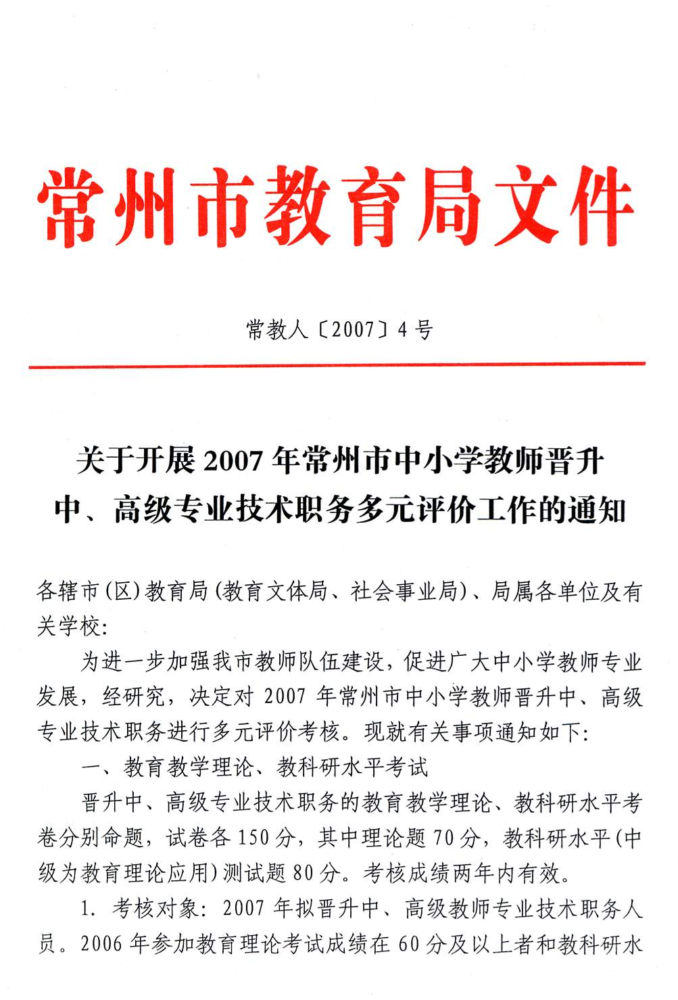 常州市教育局文件
常教人〔2007〕4号
关于开展2007年常州市中小学教师晋升
中、高级专业技术职务多元评价工作的通知
各辖市(区)教育局(教育文体局、社会事业局)、局属各单位及有
关学校:
为进一步加强我市教师队伍建设,促进广大中小学教师专业
发展,经研究,决定对2007年常州市中小学教师晋升中、高级
专业技术职务进行多元评价考核。现就有关事项通知如下:
一、教育教学理论、教科研水平考试
晋升中、高级专业技术职务的教育教学理论、教科研水平考
卷分别命题,试卷各150分,其中理论题70分,教科研水平(中
级为教育理论应用)测试题80分。考核成绩两年内有效。
1. 考核对象:2007年拟晋升中、高级教师专业技术职务人
员。2006年参加教育理论考试成绩在60分及以上者和教科研水